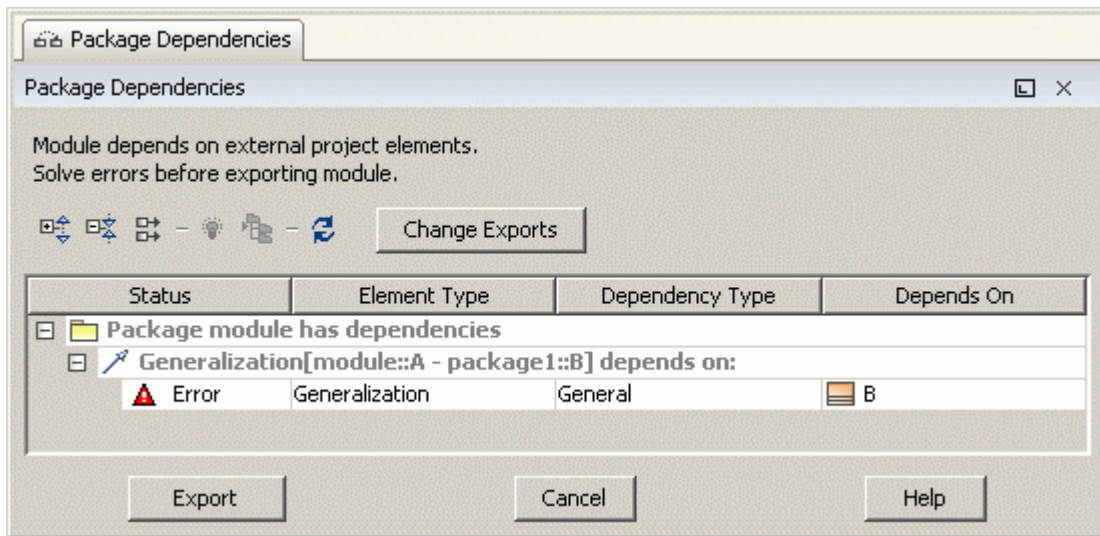 Package Dependencies
Package Dependencies
Module depends on external project elements.
Solve errors before exporting module.
Change Exports
Status Element Type Dependency Type Depends On
Package module has dependencies
Generalization[module::A - package1::B] depends on:
Error Generalization General B
Export Cancel Help